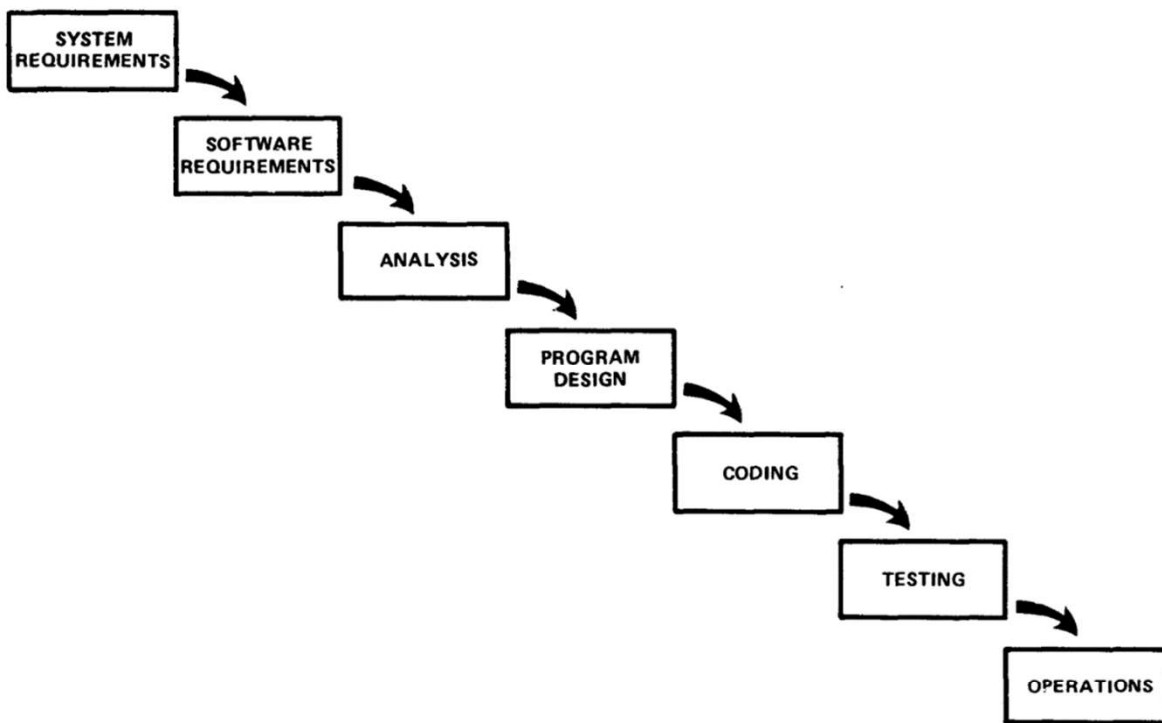 SYSTEM
REQUIREMENTS
SOFTWARE
REQUIREMENTS
ANALYSIS
PROGRAM
DESIGN
CODING
TESTING
OPERATIONS